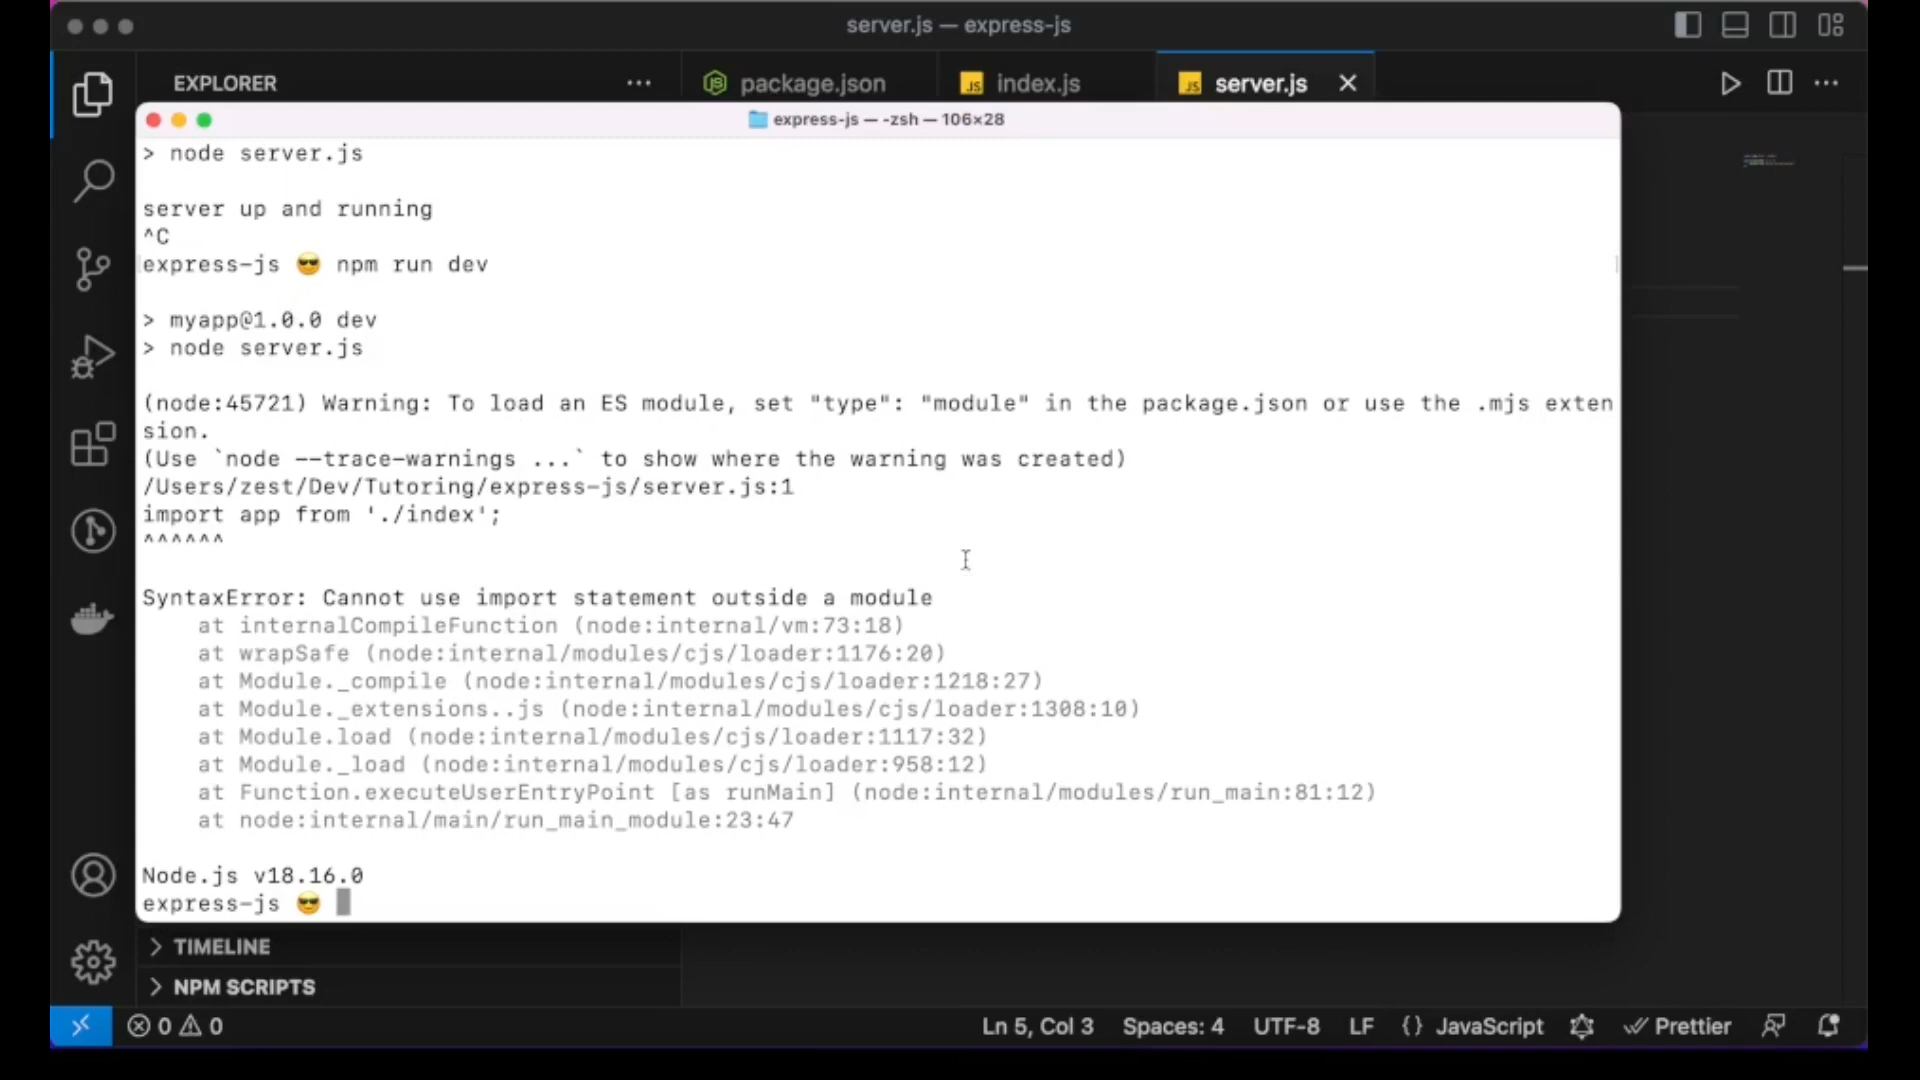 server.js — express-js
EXPLORER
package.json
index.js
server.js
express-js — -zsh — 106×28
> node server.js
server up and running
^C
express-js 😎 npm run dev
> myapp@1.0.0 dev
> node server.js
(node:45721) Warning: To load an ES module, set "type": "module" in the package.json or use the .mjs exten
sion.
(Use `node --trace-warnings ...` to show where the warning was created)
/Users/zest/Dev/Tutoring/express-js/server.js:1
import app from './index';
^^^^^^
SyntaxError: Cannot use import statement outside a module
at internalCompileFunction (node:internal/vm:73:18)
at wrapSafe (node:internal/modules/cjs/loader:1176:20)
at Module._compile (node:internal/modules/cjs/loader:1218:27)
at Module._extensions..js (node:internal/modules/cjs/loader:1308:10)
at Module.load (node:internal/modules/cjs/loader:1117:32)
at Module._load (node:internal/modules/cjs/loader:958:12)
at Function.executeUserEntryPoint [as runMain] (node:internal/modules/run_main:81:12)
at node:internal/main/run_main_module:23:47
Node.js v18.16.0
express-js 😎
TIMELINE
NPM SCRIPTS
0 0
Ln 5, Col 3
Spaces: 4
UTF-8
LF
{} JavaScript
Prettier